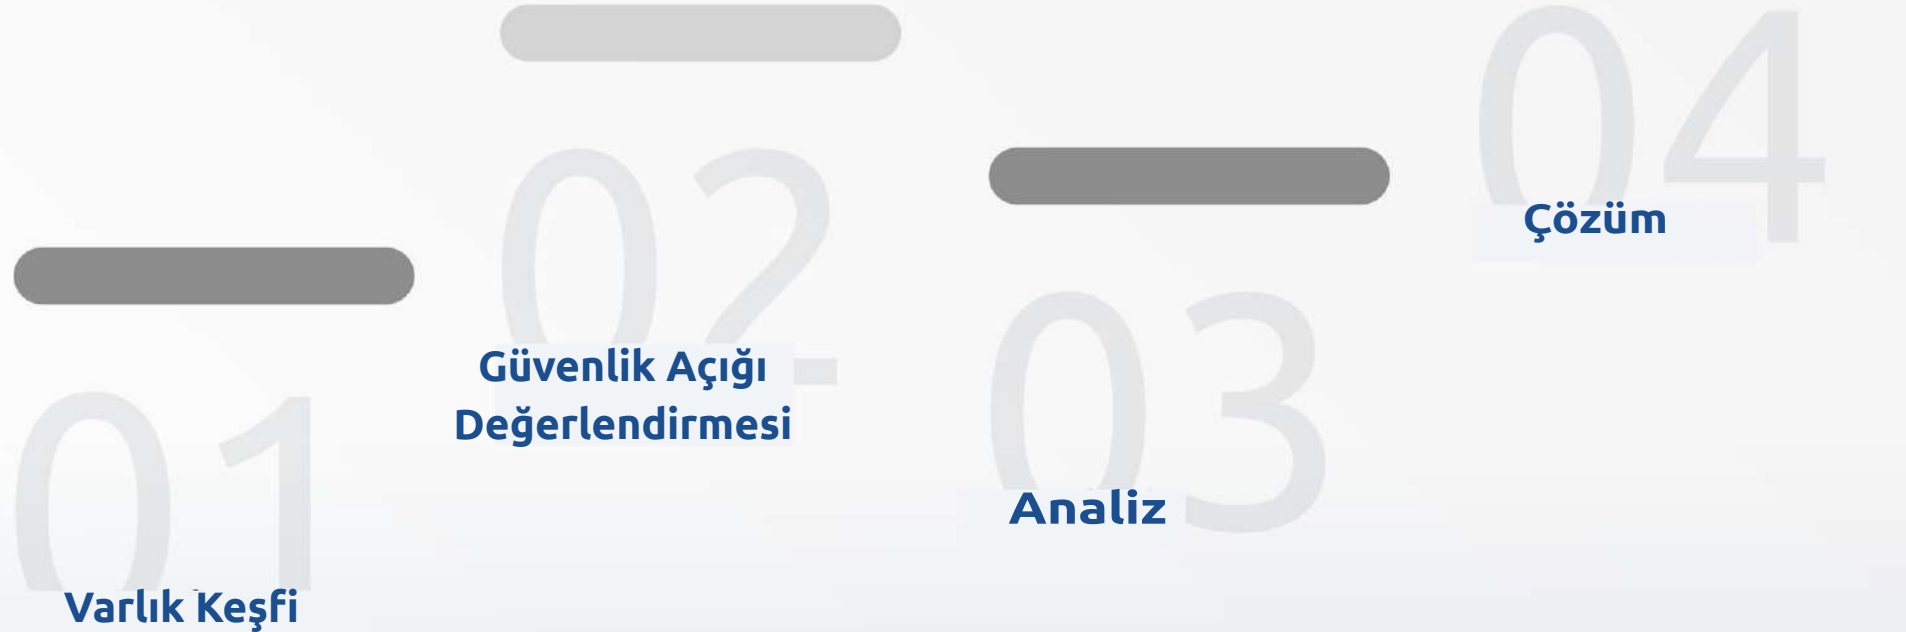 01
Varlık Keşfi
02
Güvenlik Açığı
Değerlendirmesi
03
Analiz
04
Çözüm